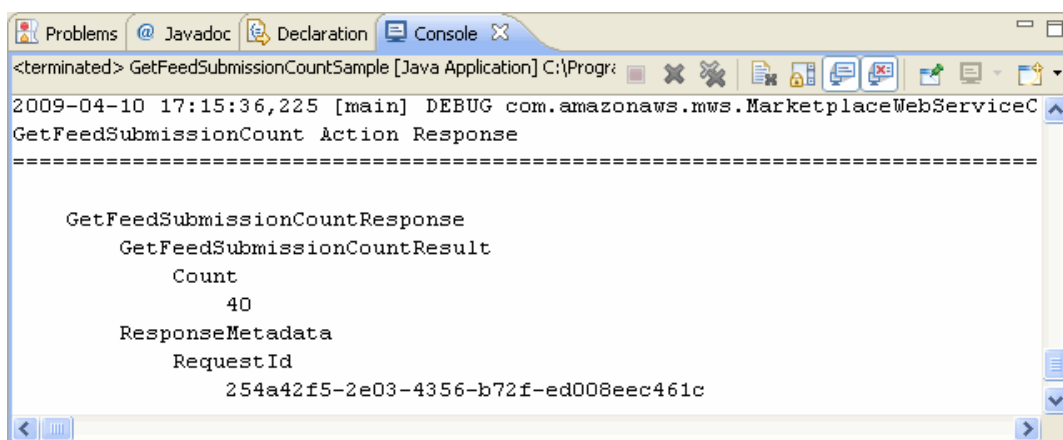 Problems @ Javadoc Declaration Console
<terminated> GetFeedSubmissionCountSample [Java Application] C:\Progra
2009-04-10 17:15:36,225 [main] DEBUG com.amazonaws.mws.MarketplaceWebServiceC
GetFeedSubmissionCount Action Response
=============================================================================
GetFeedSubmissionCountResponse
GetFeedSubmissionCountResult
Count
40
ResponseMetadata
RequestId
254a42f5-2e03-4356-b72f-ed008eec461c